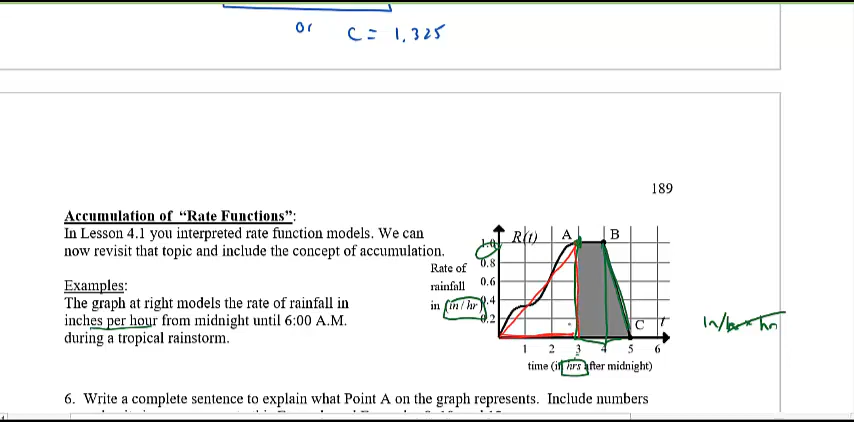 or C = 1.325
189
Accumulation of “Rate Functions”:
In Lesson 4.1 you interpreted rate function models. We can
now revisit that topic and include the concept of accumulation.
Examples:
The graph at right models the rate of rainfall in
inches per hour from midnight until 6:00 A.M.
during a tropical rainstorm.
Rate of
rainfall
in (in / hr)
R(t) A B
1.0
0.8
0.6
0.4
0.2
C t
1 2 3 4 5 6
time (in hrs after midnight)
in/hr * hr
6. Write a complete sentence to explain what Point A on the graph represents. Include numbers